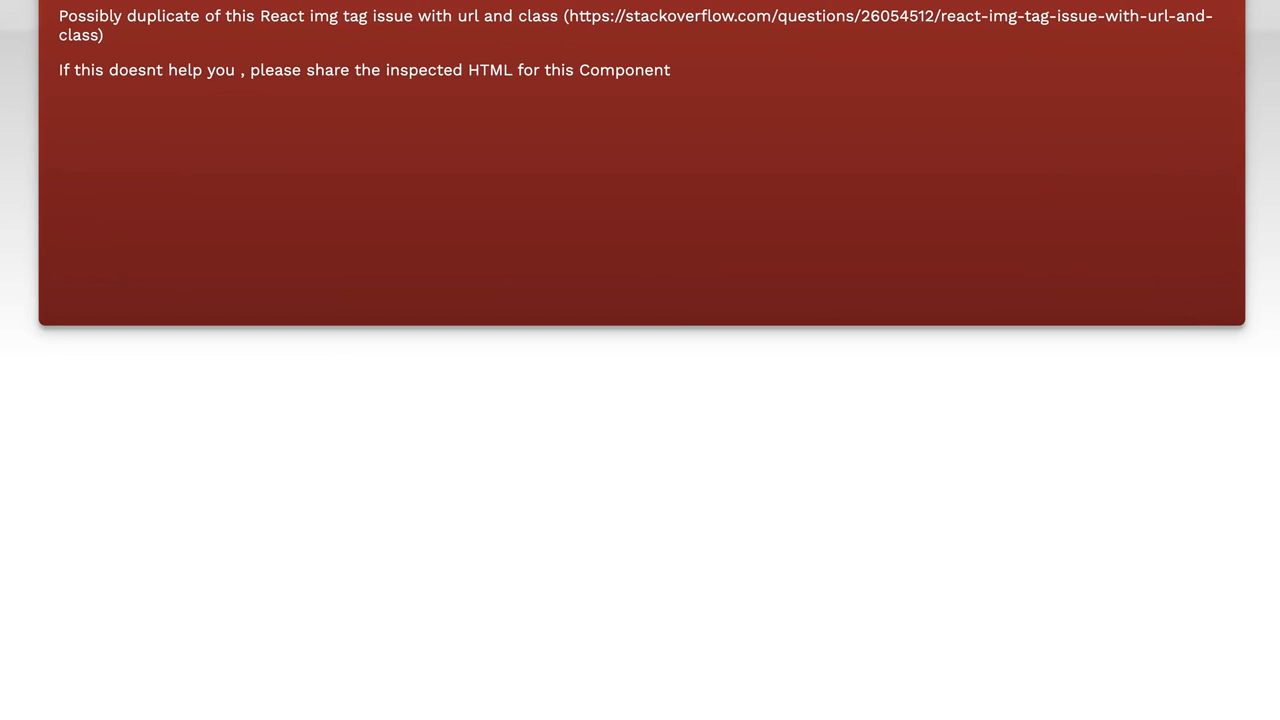 Possibly duplicate of this React img tag issue with url and class (https://stackoverflow.com/questions/26054512/react-img-tag-issue-with-url-and-
class)
If this doesnt help you , please share the inspected HTML for this Component